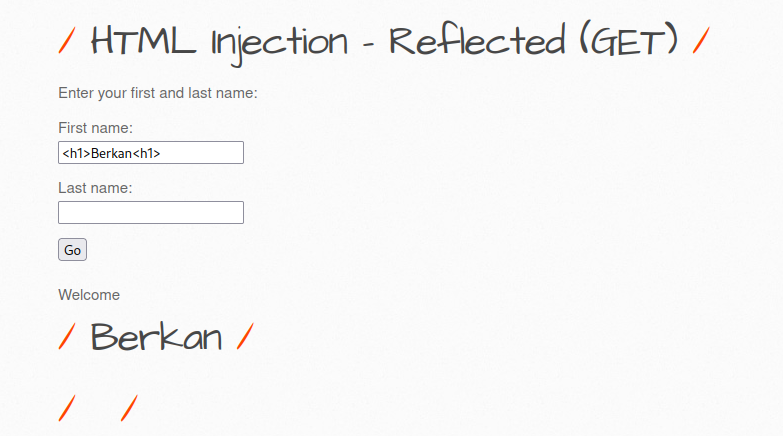 / HTML Injection - Reflected (GET) /
Enter your first and last name:
First name:
<h1>Berkan<h1>
Last name:
Go
Welcome
/ Berkan /
/ /